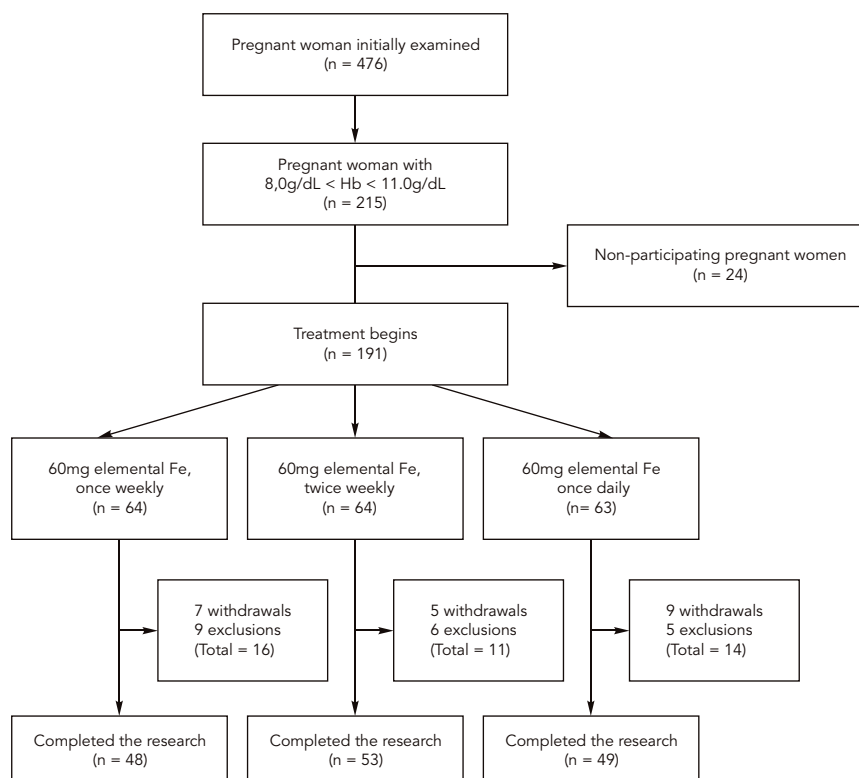 Pregnant woman initially examined
(n = 476)
Pregnant woman with
8,0g/dL < Hb < 11.0g/dL
(n = 215)
Non-participating pregnant women
(n = 24)
Treatment begins
(n = 191)
60mg elemental Fe,
once weekly
(n = 64)
60mg elemental Fe,
twice weekly
(n = 64)
60mg elemental Fe
once daily
(n= 63)
7 withdrawals
9 exclusions
(Total = 16)
5 withdrawals
6 exclusions
(Total = 11)
9 withdrawals
5 exclusions
(Total = 14)
Completed the research
(n = 48)
Completed the research
(n = 53)
Completed the research
(n = 49)